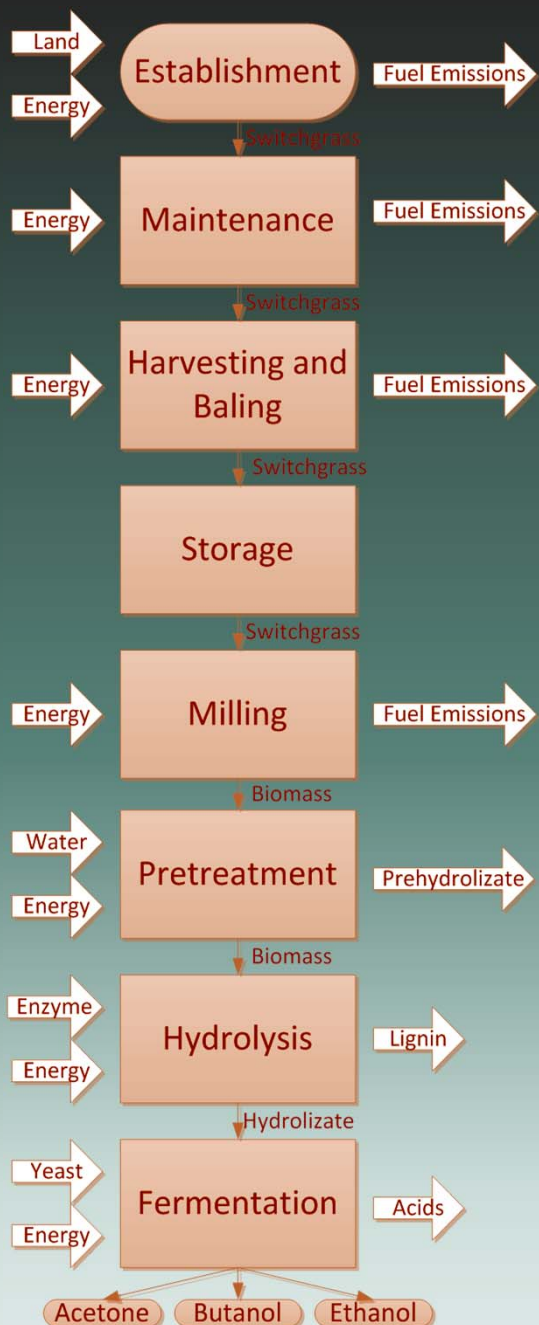 Land
Establishment
Fuel Emissions
Energy
Switchgrass
Energy
Maintenance
Fuel Emissions
Switchgrass
Energy
Harvesting and
Baling
Fuel Emissions
Switchgrass
Storage
Switchgrass
Energy
Milling
Fuel Emissions
Biomass
Water
Pretreatment
Prehydrolizate
Energy
Biomass
Enzyme
Hydrolysis
Lignin
Energy
Hydrolizate
Yeast
Fermentation
Acids
Energy
Acetone
Butanol
Ethanol